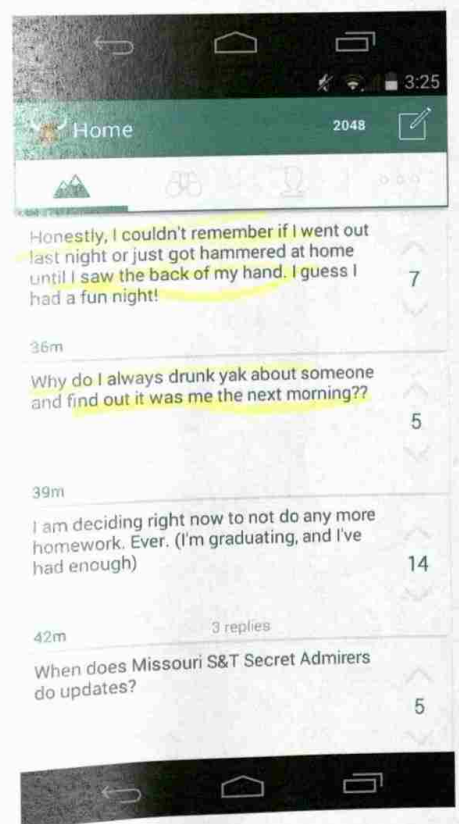 3:25
Home
2048
Honestly, I couldn't remember if I went out
last night or just got hammered at home
until I saw the back of my hand. I guess I
had a fun night!
7
36m
Why do I always drunk yak about someone
and find out it was me the next morning??
5
39m
I am deciding right now to not do any more
homework. Ever. (I'm graduating, and I've
had enough)
14
42m
3 replies
When does Missouri S&T Secret Admirers
do updates?
5